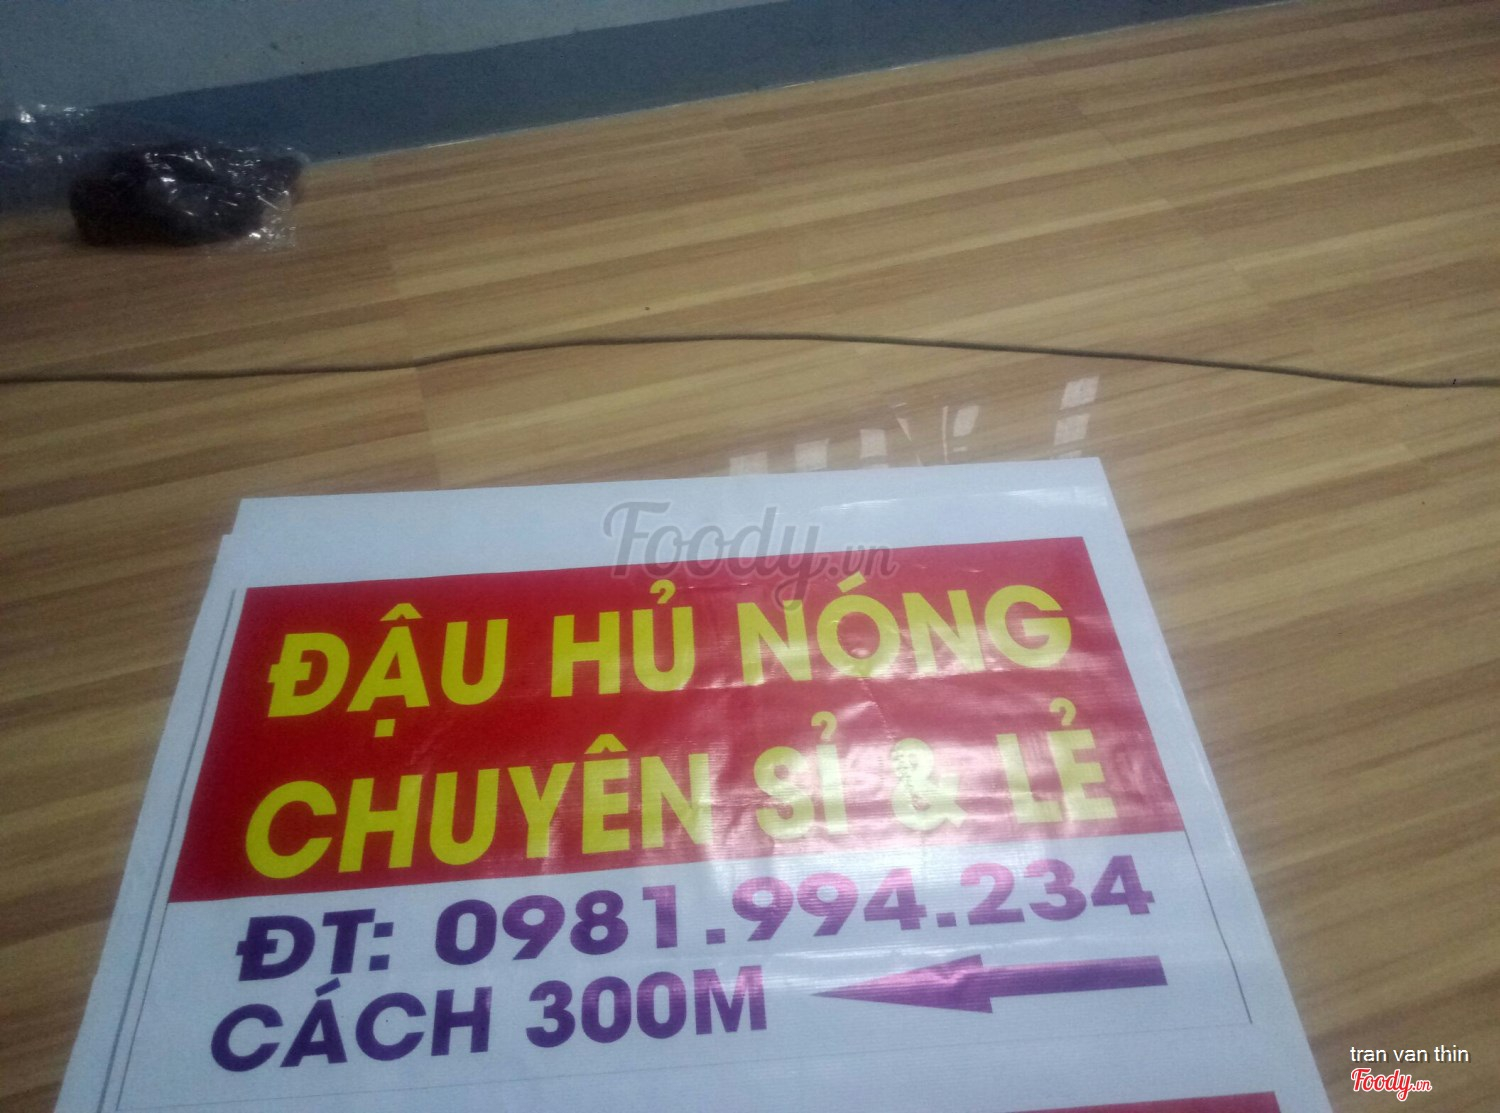 Foody.vn
ĐẬU HỦ NÓNG
CHUYÊN SỈ & LẺ
ĐT: 0981.994.234
CÁCH 300M
tran van thin
Foody.vn